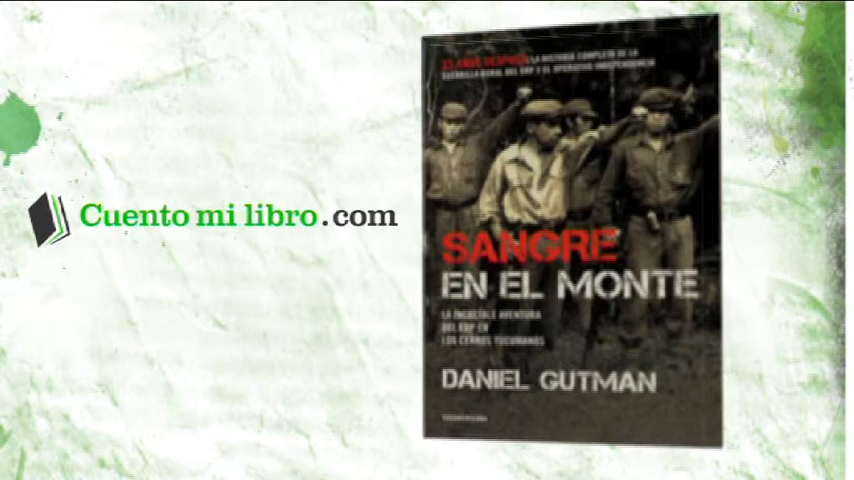 Cuento mi libro.com
35 AÑOS DESPUÉS, LA HISTORIA COMPLETA DE LA
GUERRILLA RURAL DEL ERP Y EL OPERATIVO INDEPENDENCIA
SANGRE
EN EL MONTE
LA INCREÍBLE AVENTURA
DEL ERP EN
LOS CERROS TUCUMANOS
DANIEL GUTMAN